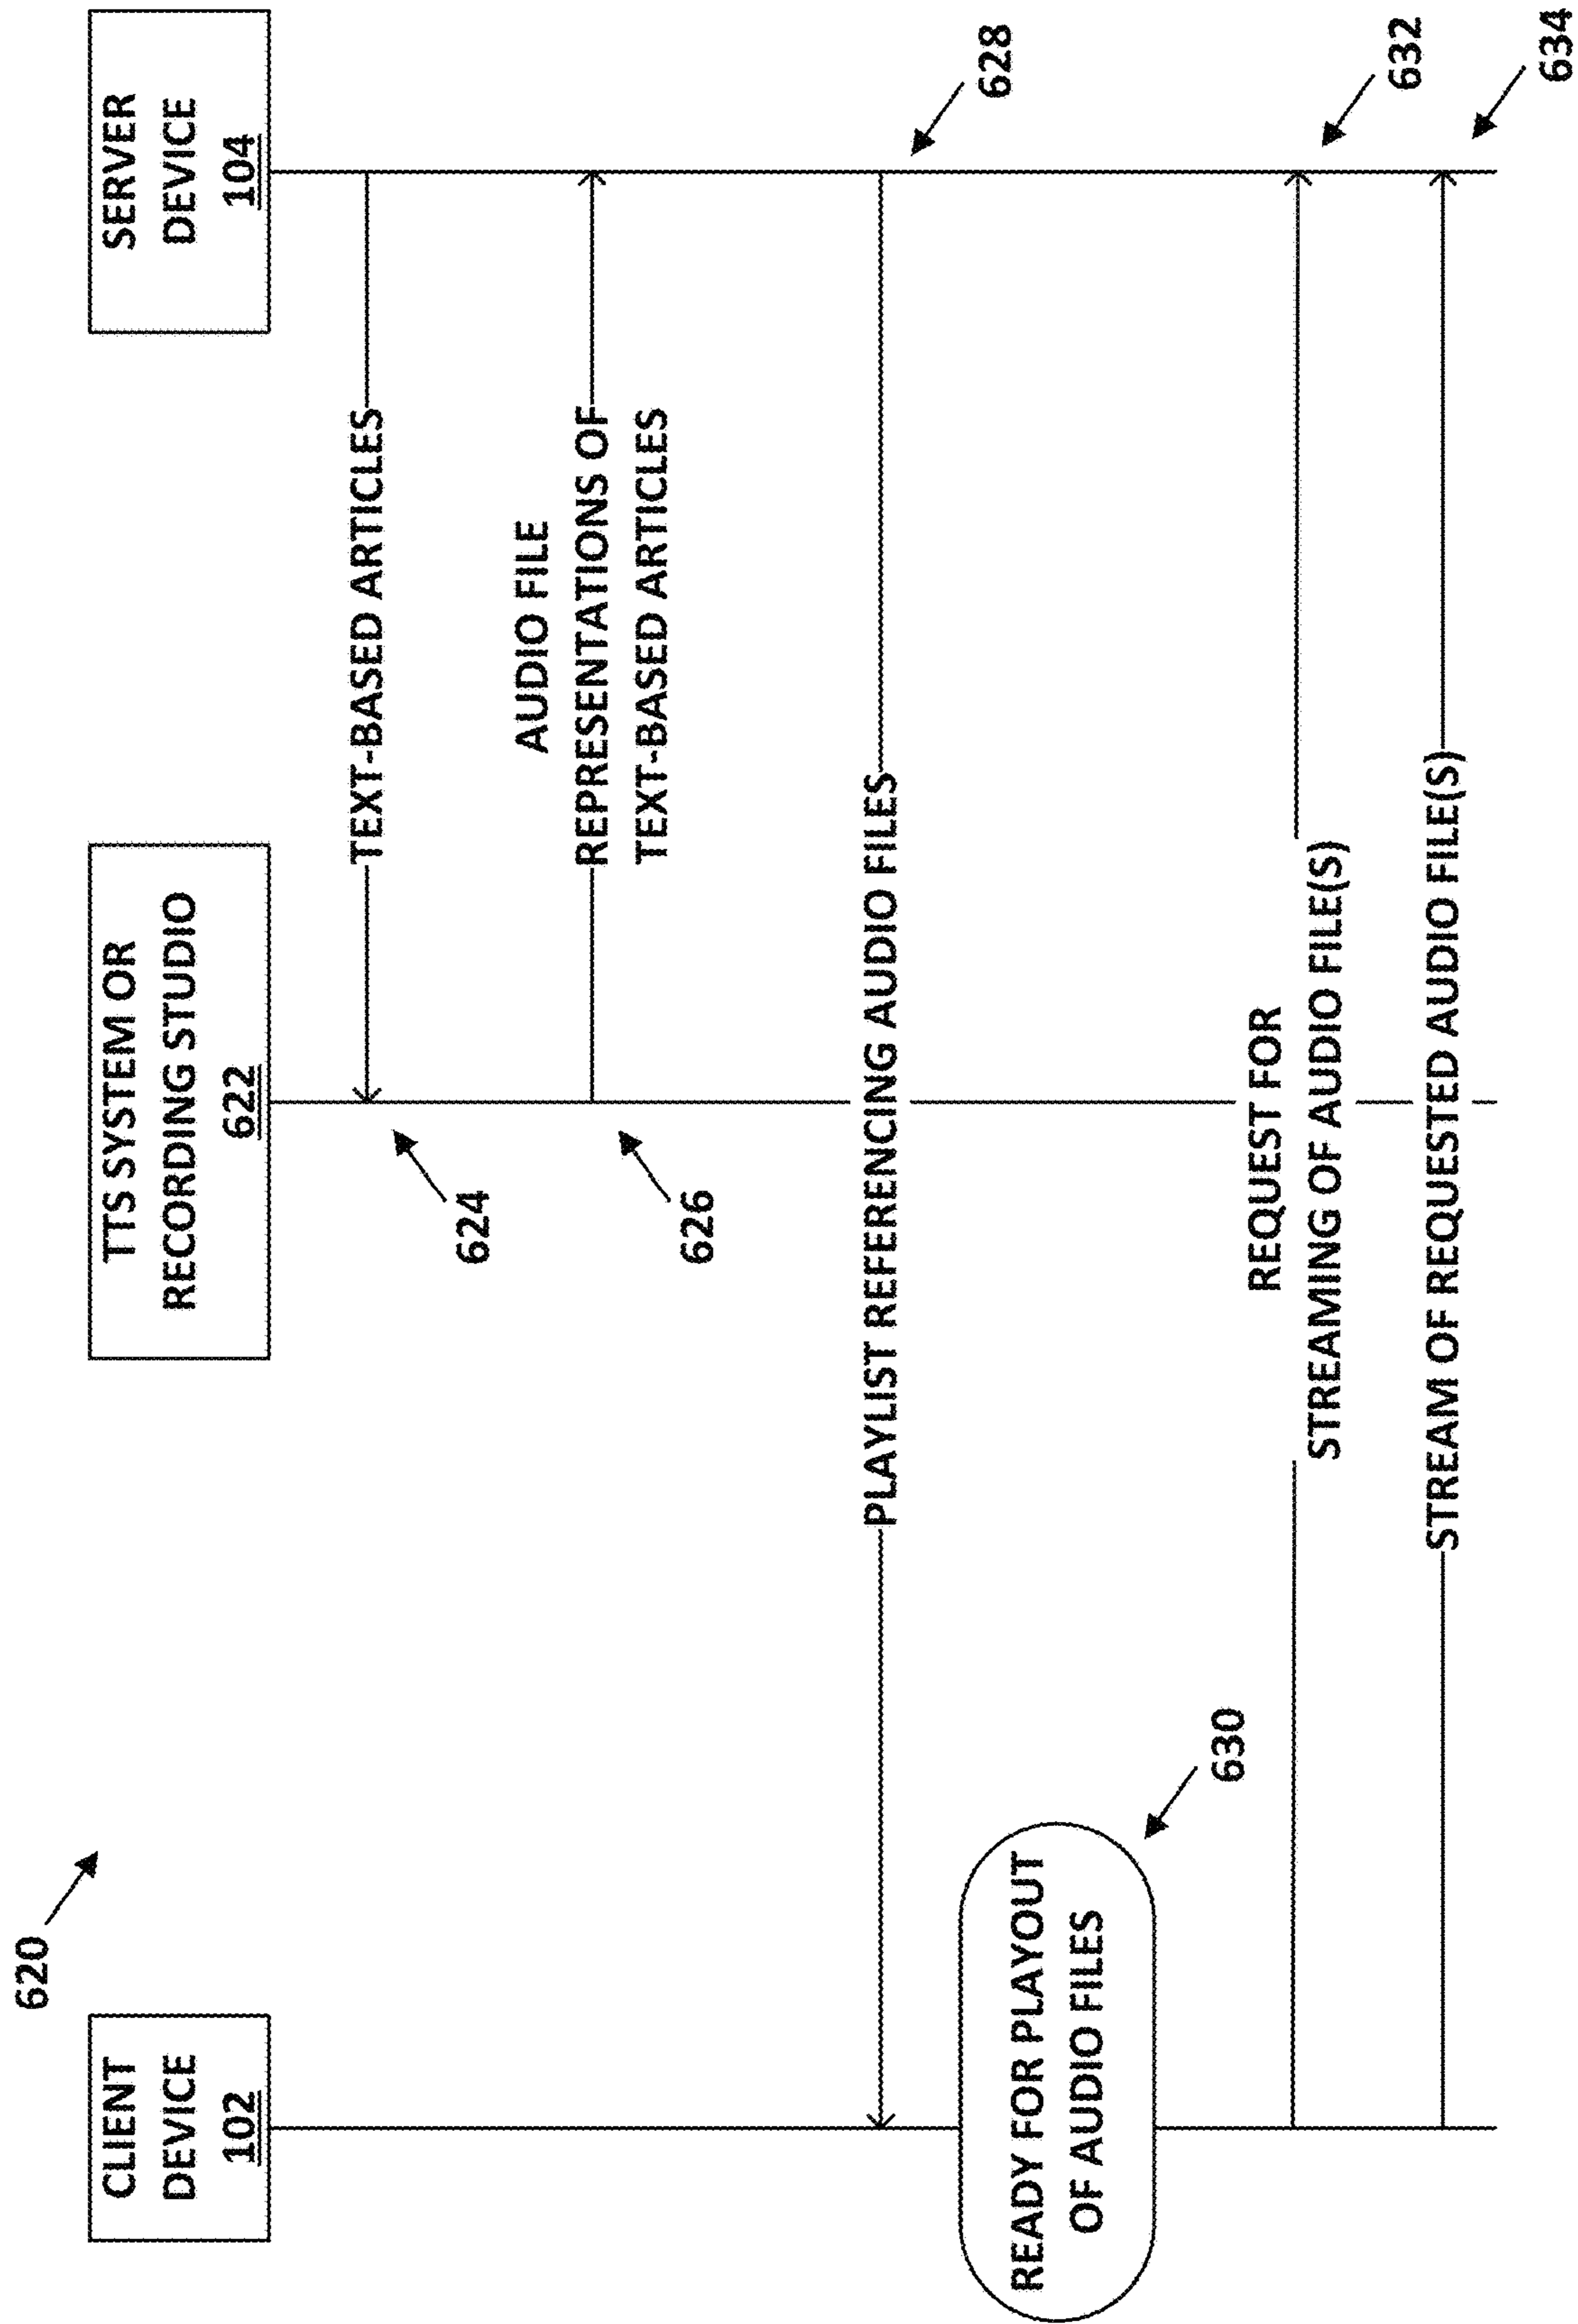 620
CLIENT
DEVICE
102
TTS SYSTEM OR
RECORDING STUDIO
622
SERVER
DEVICE
104
TEXT-BASED ARTICLES
624
AUDIO FILE
REPRESENTATIONS OF
TEXT-BASED ARTICLES
626
PLAYLIST REFERENCING AUDIO FILES
628
READY FOR PLAYOUT
OF AUDIO FILES
630
REQUEST FOR
STREAMING OF AUDIO FILE(S)
632
STREAM OF REQUESTED AUDIO FILE(S)
634